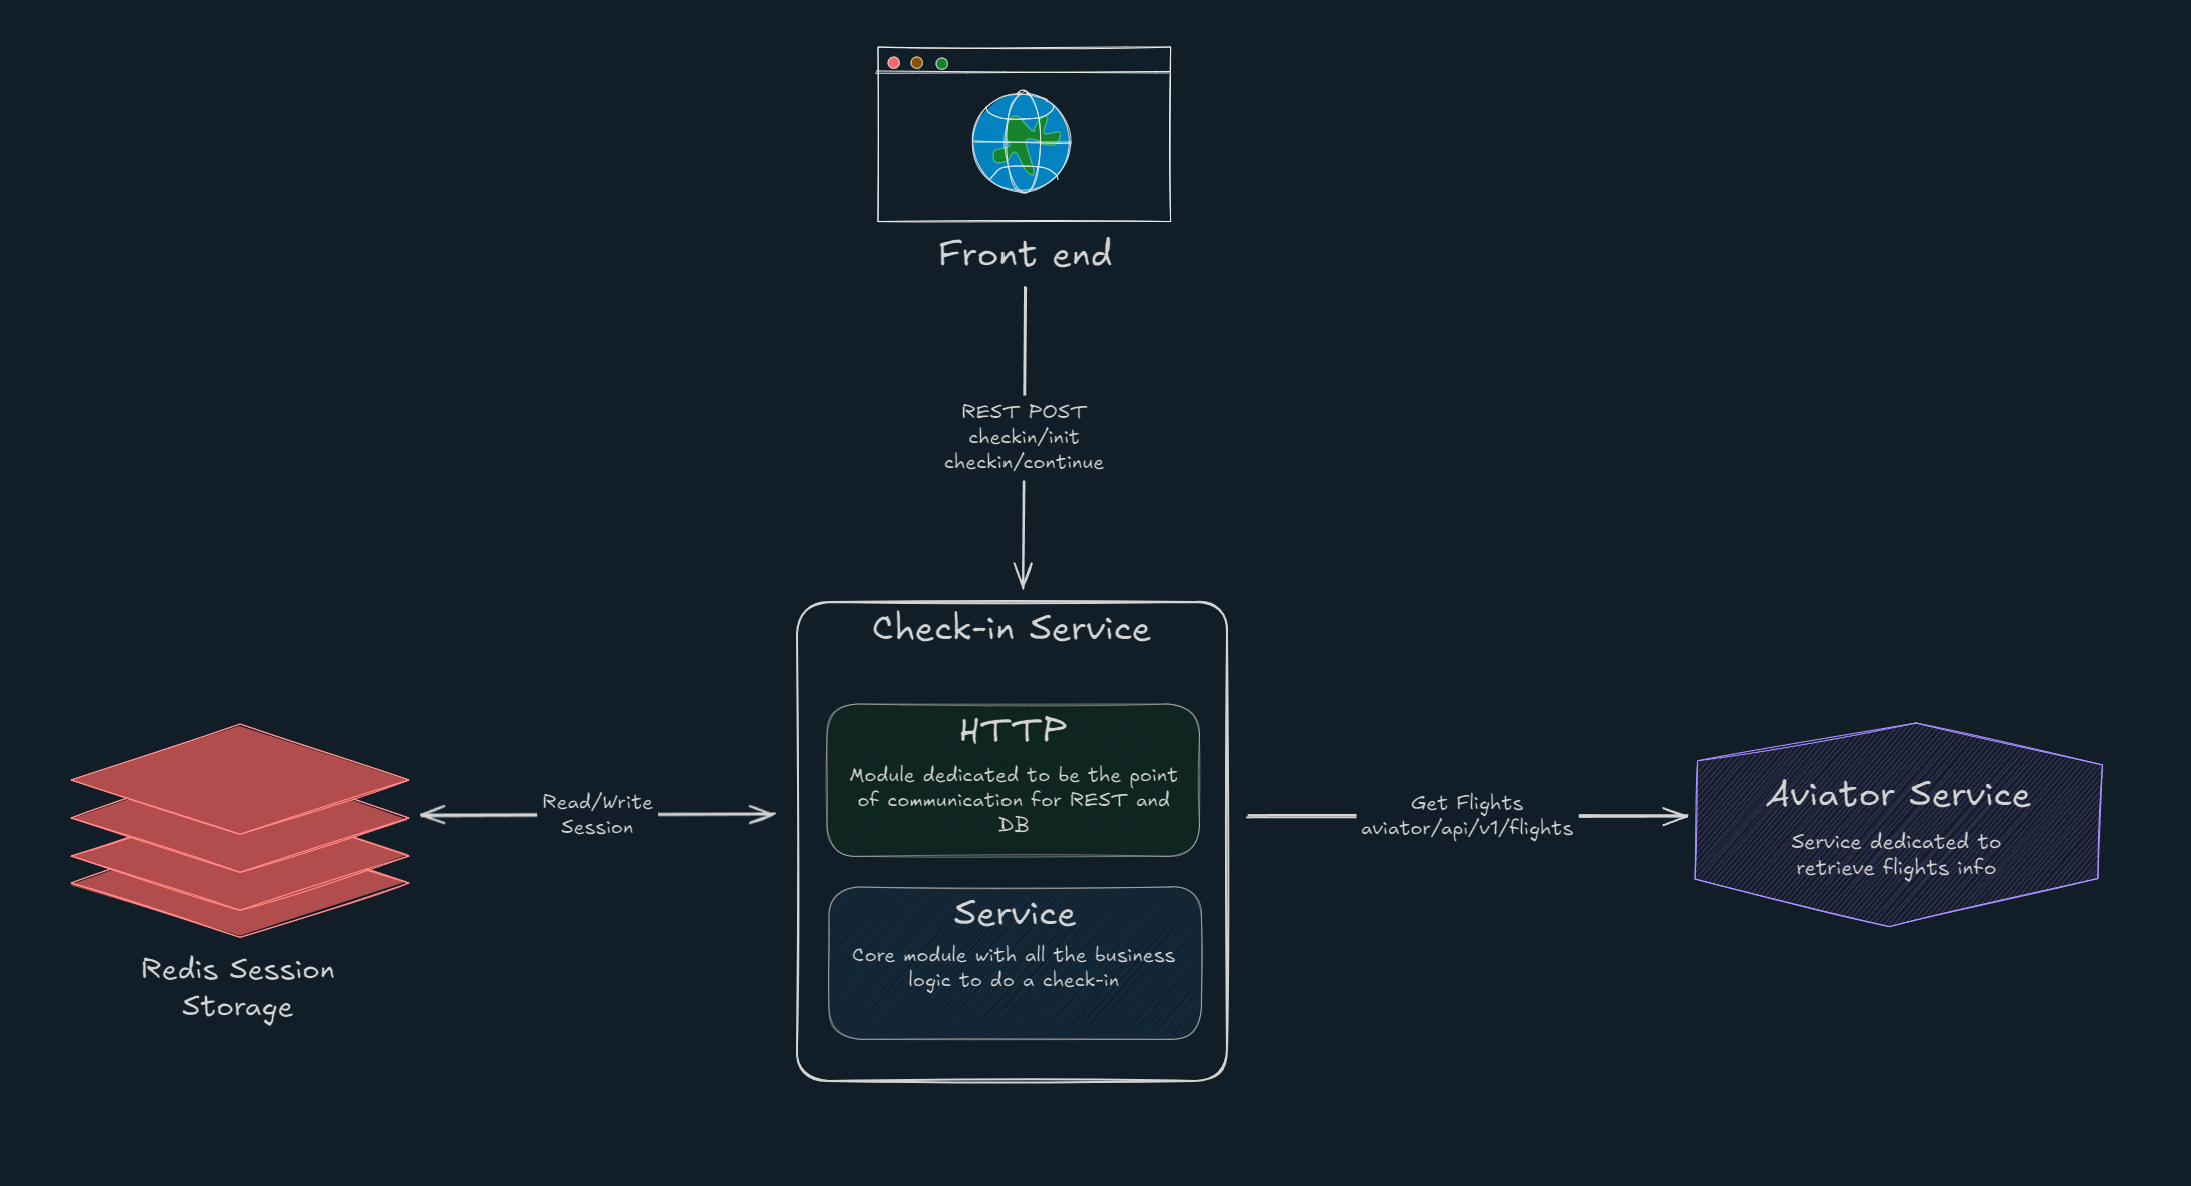 Front end
REST POST
checkin/init
checkin/continue
Check-in Service
HTTP
Module dedicated to be the point
of communication for REST and
DB
Service
Core module with all the business
logic to do a check-in
Read/Write
Session
Redis Session
Storage
Get Flights
aviator/api/v1/flights
Aviator Service
Service dedicated to
retrieve flights info